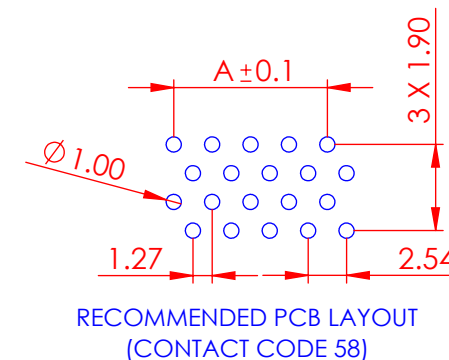 A ±0.1
3 X 1.90
Ø 1.00
1.27
2.54
RECOMMENDED PCB LAYOUT
(CONTACT CODE 58)